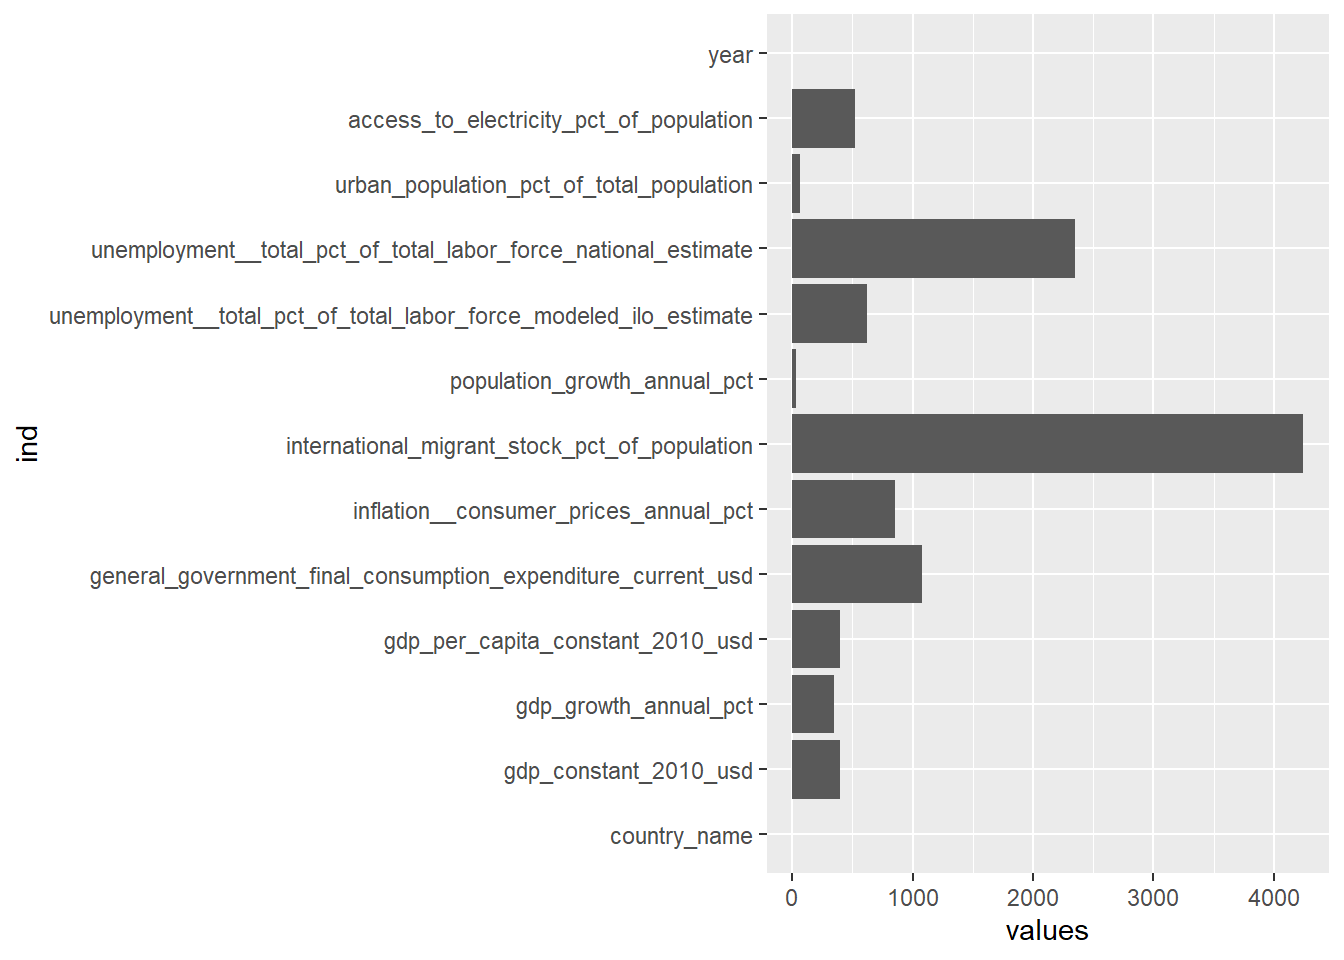 year
access_to_electricity_pct_of_population
urban_population_pct_of_total_population
unemployment__total_pct_of_total_labor_force_national_estimate
unemployment__total_pct_of_total_labor_force_modeled_ilo_estimate
population_growth_annual_pct
international_migrant_stock_pct_of_population
inflation__consumer_prices_annual_pct
general_government_final_consumption_expenditure_current_usd
gdp_per_capita_constant_2010_usd
gdp_growth_annual_pct
gdp_constant_2010_usd
country_name
ind
0 1000 2000 3000 4000
values